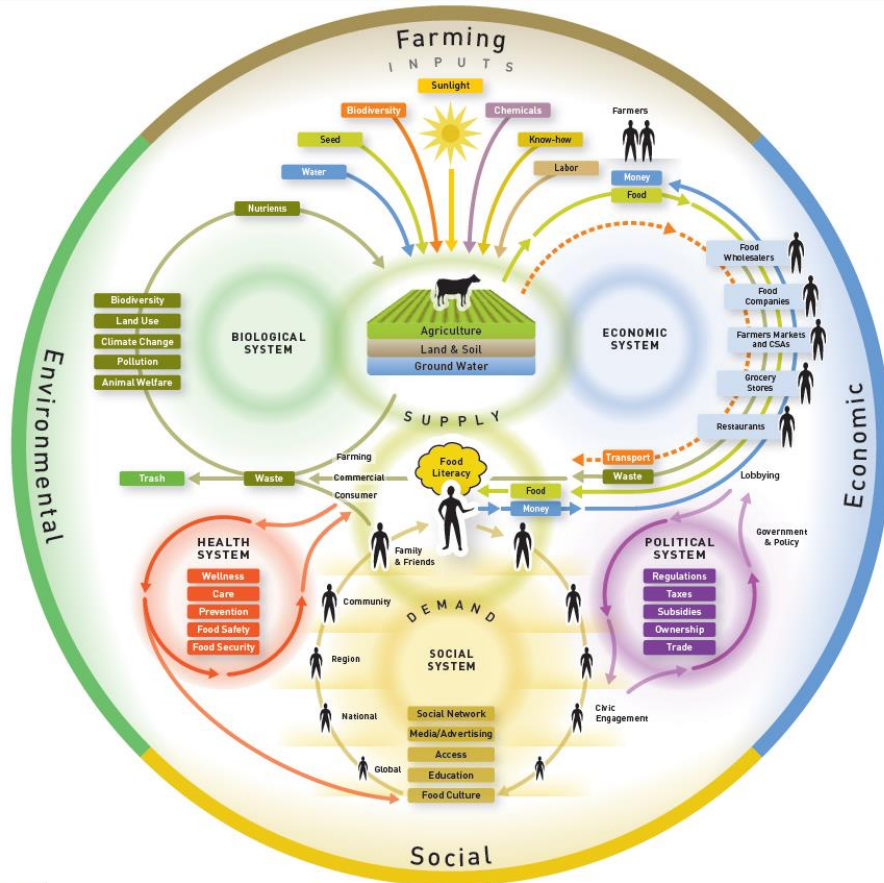 Farming
INPUTS
Sunlight
Biodiversity
Chemicals
Farmers
Seed
Know-how
Water
Labor
Money
Food
Nutrients
Food
Wholesalers
Food
Companies
Farmers Markets
and CSAs
Grocery
Stores
Restaurants
Biodiversity
Land Use
Climate Change
Pollution
Animal Welfare
BIOLOGICAL
SYSTEM
Agriculture
Land & Soil
Ground Water
ECONOMIC
SYSTEM
Environmental
Economic
SUPPLY
Farming
Commercial
Consumer
Trash
Waste
Food
Literacy
Transport
Waste
Food
Money
Lobbying
Government
& Policy
HEALTH
SYSTEM
Wellness
Care
Prevention
Food Safety
Food Security
Family
& Friends
Community
Region
National
Global
DEMAND
SOCIAL
SYSTEM
Social Network
Media/Advertising
Access
Education
Food Culture
POLITICAL
SYSTEM
Regulations
Taxes
Subsidies
Ownership
Trade
Civic
Engagement
Social